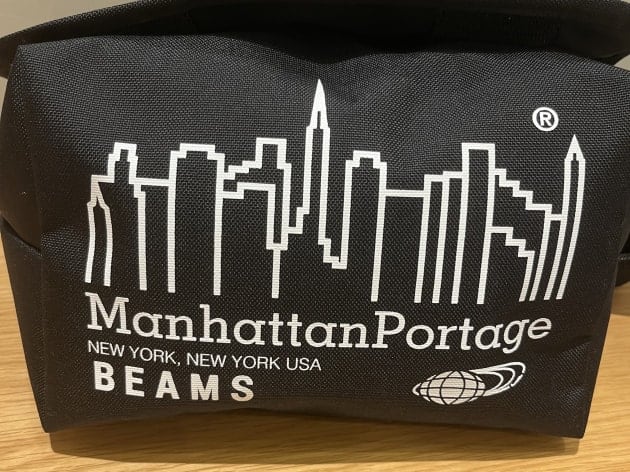 ®
ManhattanPortage
NEW YORK, NEW YORK USA
BEAMS